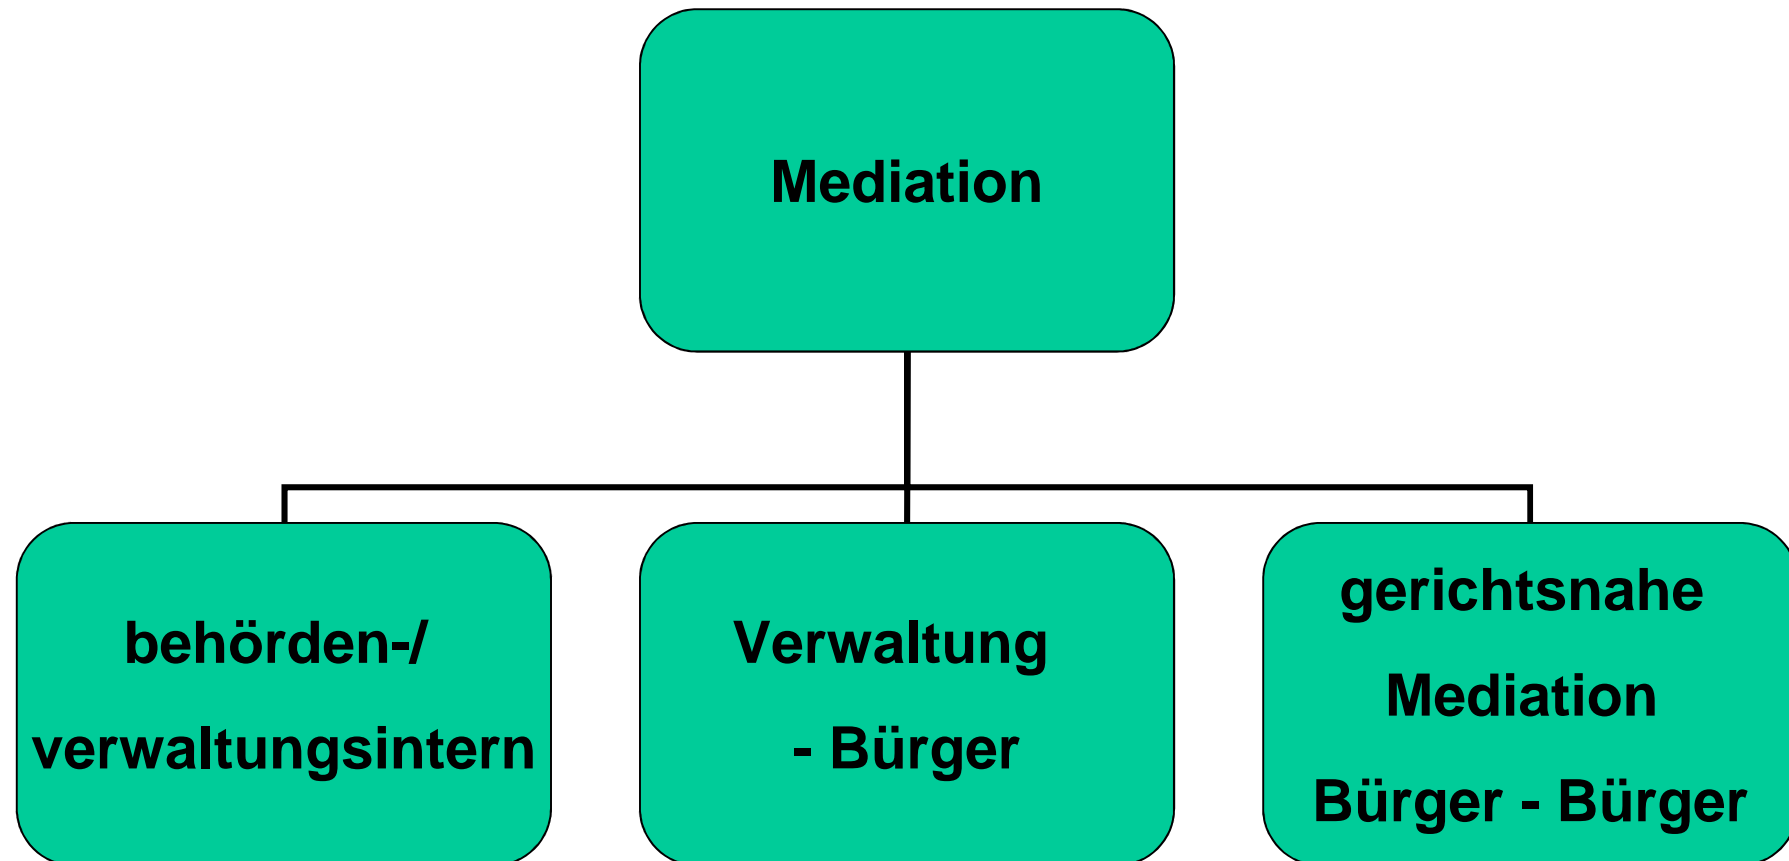 Mediation
behörden-/
verwaltungsintern
Verwaltung
- Bürger
gerichtsnahe
Mediation
Bürger - Bürger